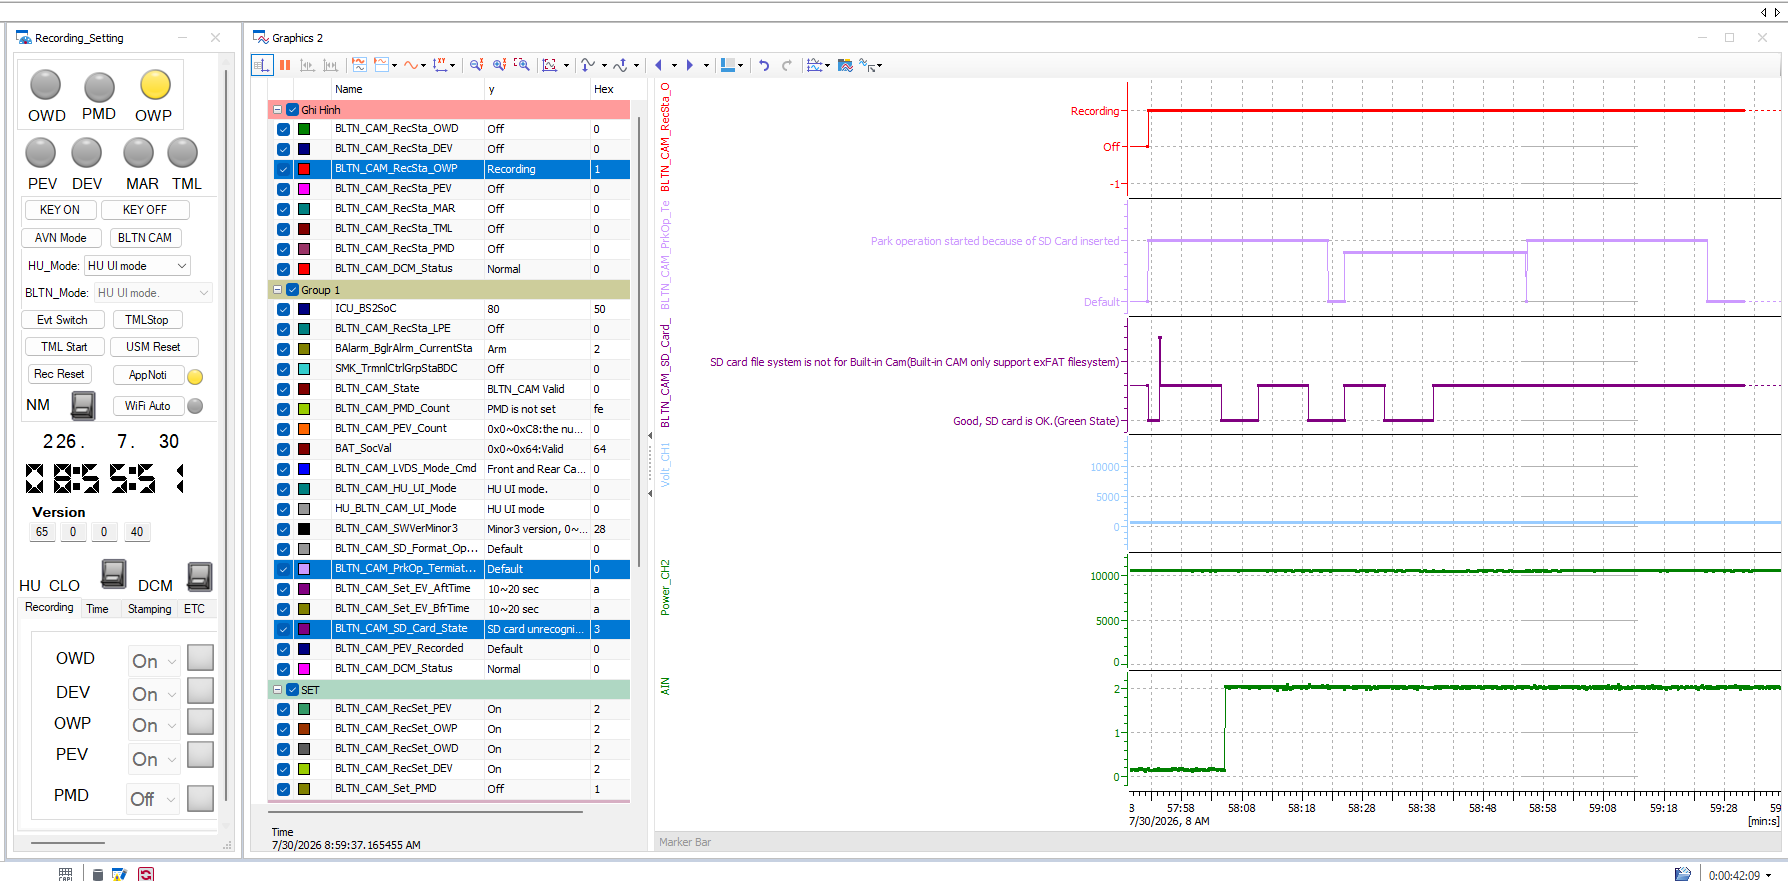 Recording_Setting
OWD PMD OWP
PEV DEV MAR TML
KEY ON KEY OFF
AVN Mode BLTN CAM
HU_Mode: HU UI mode
BLTN_Mode: HU UI mode.
Evt Switch TMLStop
TML Start USM Reset
Rec Reset AppNoti
NM WiFi Auto
226. 7. 30
08:55:51
Version
65 0 0 40
HU CLO DCM
Recording Time Stamping ETC
OWD On
DEV On
OWP On
PEV On
PMD Off
Graphics 2
Name y Hex
Ghi Hình
BLTN_CAM_RecSta_OWD Off 0
BLTN_CAM_RecSta_DEV Off 0
BLTN_CAM_RecSta_OWP Recording 1
BLTN_CAM_RecSta_PEV Off 0
BLTN_CAM_RecSta_MAR Off 0
BLTN_CAM_RecSta_TML Off 0
BLTN_CAM_RecSta_PMD Off 0
BLTN_CAM_DCM_Status Normal 0
Group 1
ICU_BS2SoC 80 50
BLTN_CAM_RecSta_LPE Off 0
BAlarm_BglrAlrm_CurrentSta Arm 2
SMK_TrmnlCtrlGrpStaBDC Off 0
BLTN_CAM_State BLTN_CAM Valid 0
BLTN_CAM_PMD_Count PMD is not set fe
BLTN_CAM_PEV_Count 0x0~0xC8:the nu... 0
BAT_SocVal 0x0~0x64:Valid 64
BLTN_CAM_LVDS_Mode_Cmd Front and Rear Ca... 0
BLTN_CAM_HU_UI_Mode HU UI mode. 0
HU_BLTN_CAM_UI_Mode HU UI mode 0
BLTN_CAM_SWVerMinor3 Minor3 version, 0~... 28
BLTN_CAM_SD_Format_Op... Default 0
BLTN_CAM_PrkOp_Termiat... Default 0
BLTN_CAM_Set_EV_AftTime 10~20 sec a
BLTN_CAM_Set_EV_BfrTime 10~20 sec a
BLTN_CAM_SD_Card_State SD card unrecogni... 3
BLTN_CAM_PEV_Recorded Default 0
BLTN_CAM_DCM_Status Normal 0
SET
BLTN_CAM_RecSet_PEV On 2
BLTN_CAM_RecSet_OWP On 2
BLTN_CAM_RecSet_OWD On 2
BLTN_CAM_RecSet_DEV On 2
BLTN_CAM_Set_PMD Off 1
Time
7/30/2026 8:59:37.165455 AM
BLTN_CAM_RecSta_O
Recording
Off
-1
BLTN_CAM_PrkOp_Te
Park operation started because of SD Card inserted
Default
BLTN_CAM_SD_Card_
SD card file system is not for Built-in Cam(Built-in CAM only support exFAT filesystem)
Good, SD card is OK.(Green State)
Volt_CH1
10000
5000
0
Power_CH2
10000
5000
0
AIN
2
1
0
57:58 58:08 58:18 58:28 58:38 58:48 58:58 59:08 59:18 59:28
7/30/2026, 8 AM [min:s]
Marker Bar
0:00:42:09